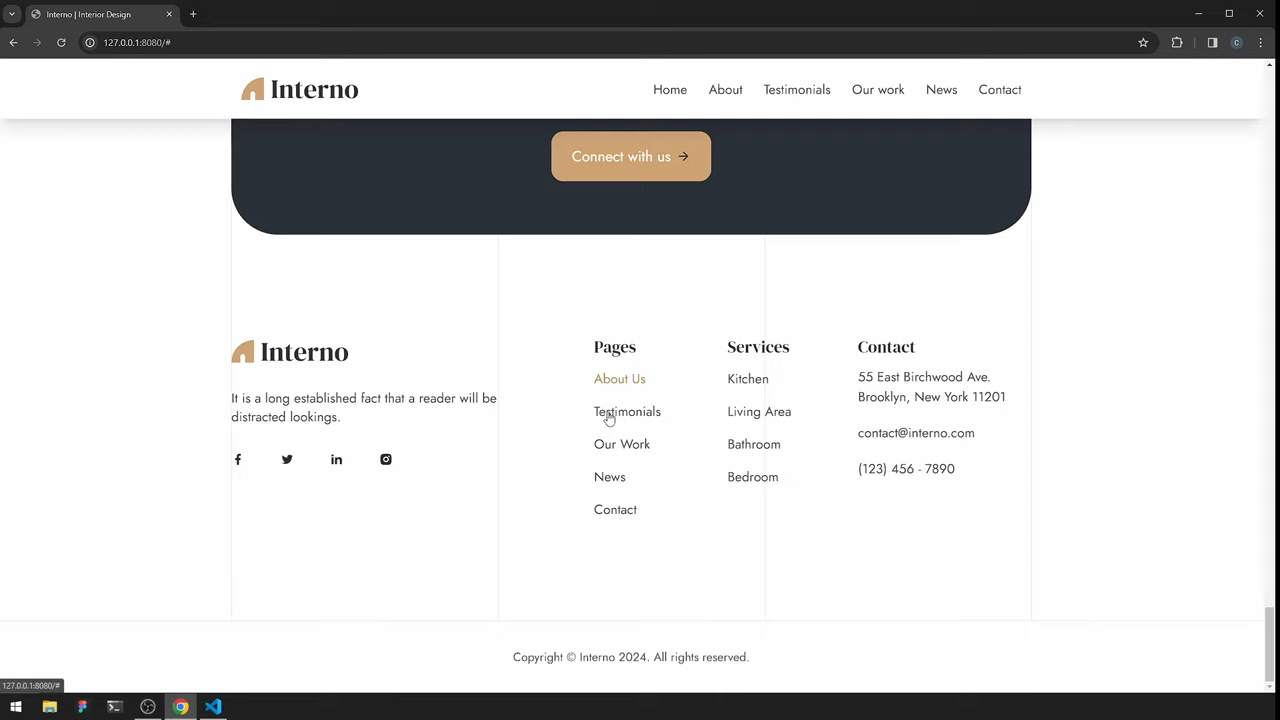 Interno | Interior Design
127.0.0.1:8080/#
C
Interno
Home About Testimonials Our work News Contact
Connect with us
Interno
It is a long established fact that a reader will be
distracted lookings.
Pages
About Us
Testimonials
Our Work
News
Contact
Services
Kitchen
Living Area
Bathroom
Bedroom
Contact
55 East Birchwood Ave.
Brooklyn, New York 11201
contact@interno.com
(123) 456 - 7890
Copyright © Interno 2024. All rights reserved.
127.0.0.1:8080/#